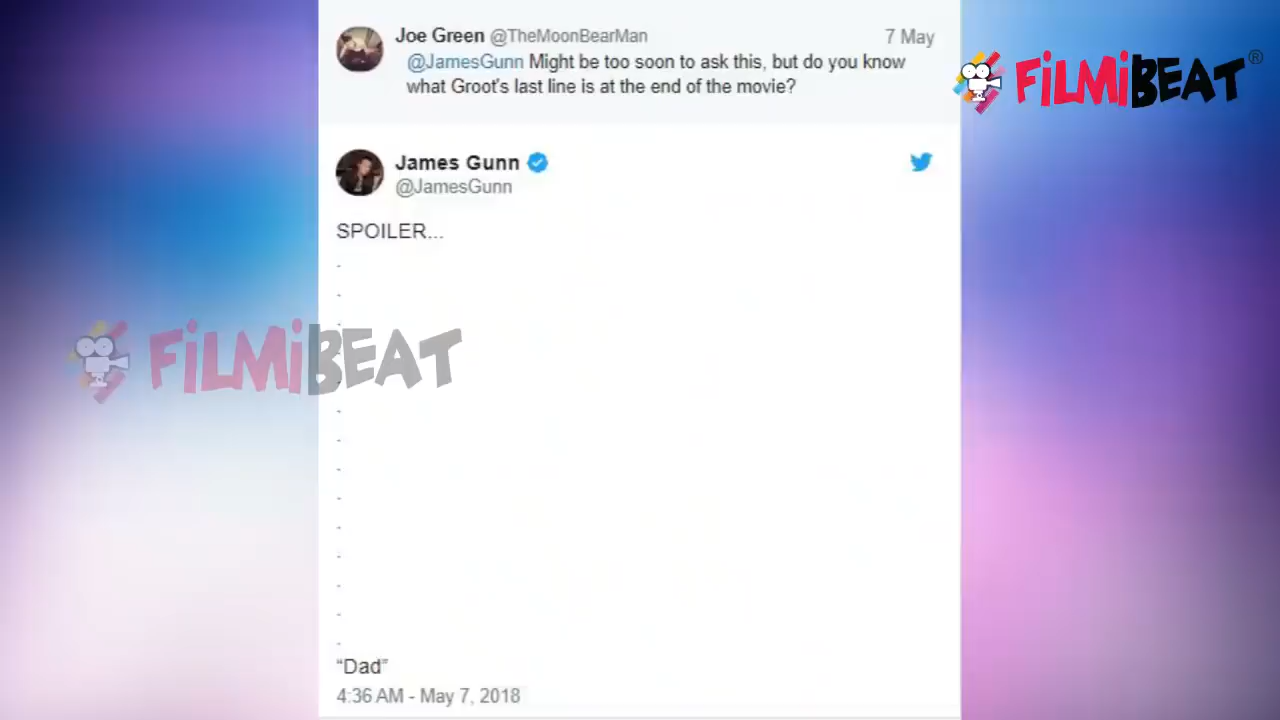 Joe Green @TheMoonBearMan 7 May
@JamesGunn Might be too soon to ask this, but do you know
what Groot's last line is at the end of the movie?
FiLMiBEAT®
James Gunn
@JamesGunn
SPOILER...
.
.
.
FiLMiBEAT
.
.
.
.
.
.
.
.
.
.
“Dad”
4:36 AM - May 7, 2018